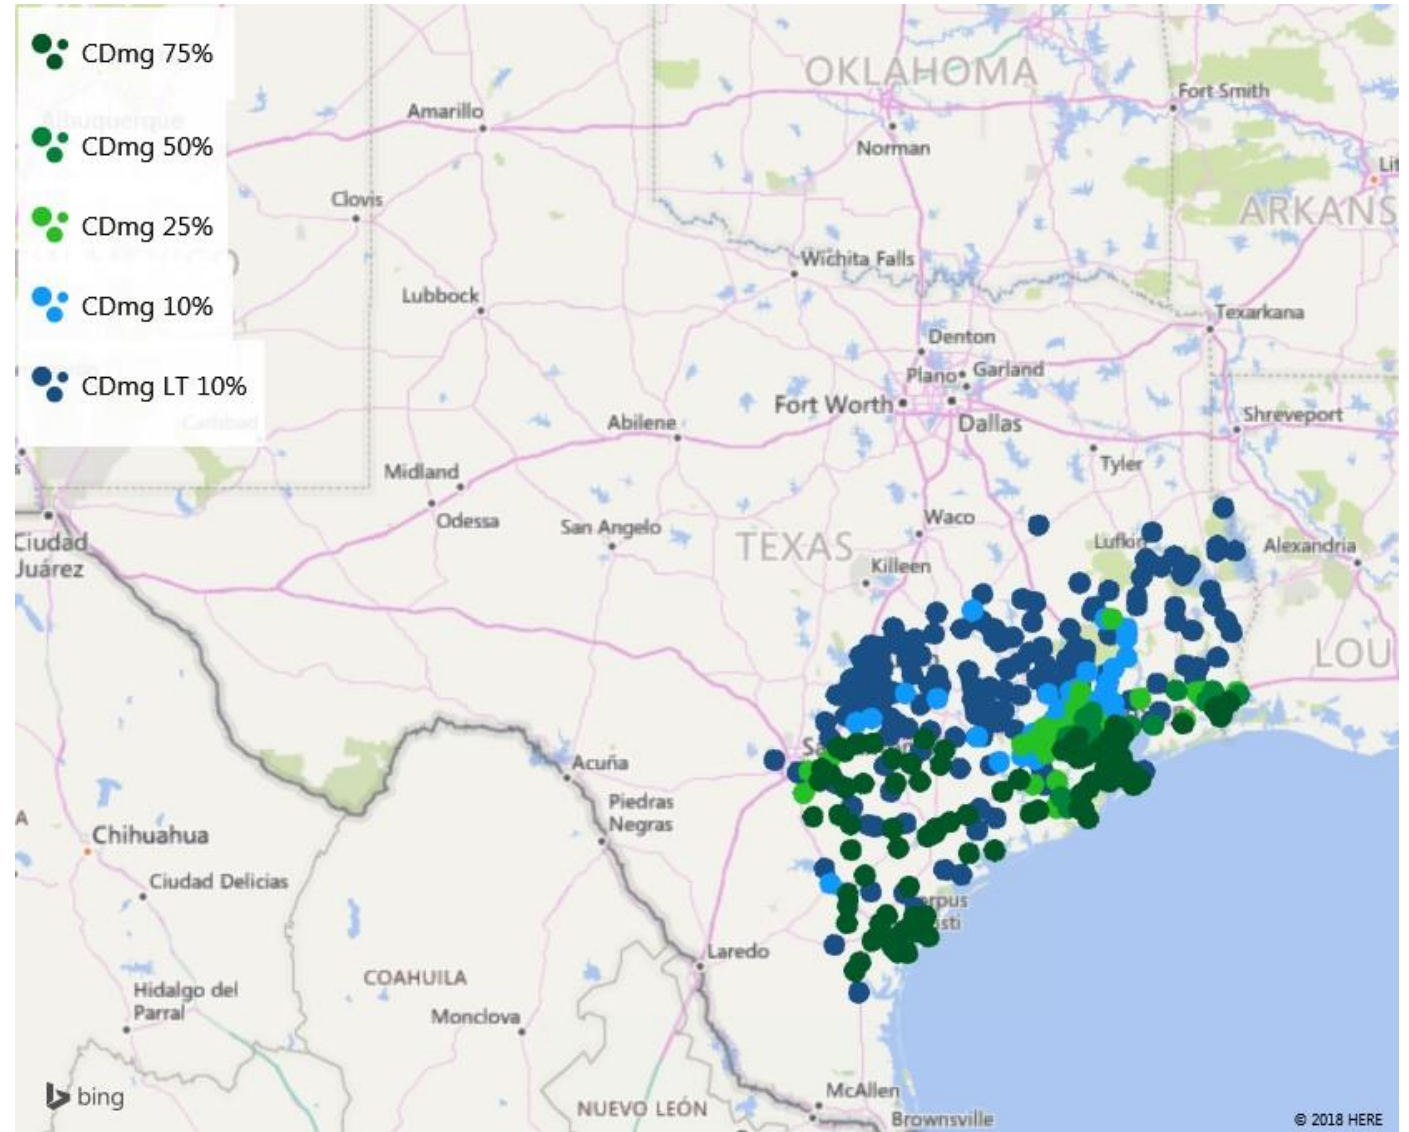 CDmg 75%
CDmg 50%
CDmg 25%
CDmg 10%
CDmg LT 10%
Albuquerque
Carlsbad
OKLAHOMA
Fort Smith
Amarillo
Norman
Clovis
ARKANS
Wichita Falls
Lubbock
Texarkana
Denton
Plano
Garland
Fort Worth
Dallas
Abilene
Shreveport
Midland
Tyler
Odessa
San Angelo
Waco
TEXAS
Lufkin
Alexandria
Ciudad
Juárez
Killeen
LOU
Acuña
Piedras
Negras
Chihuahua
Ciudad Delicias
Laredo
COAHUILA
Hidalgo del
Parral
Monclova
McAllen
NUEVO LEÓN
Brownsville
bing
© 2018 HERE